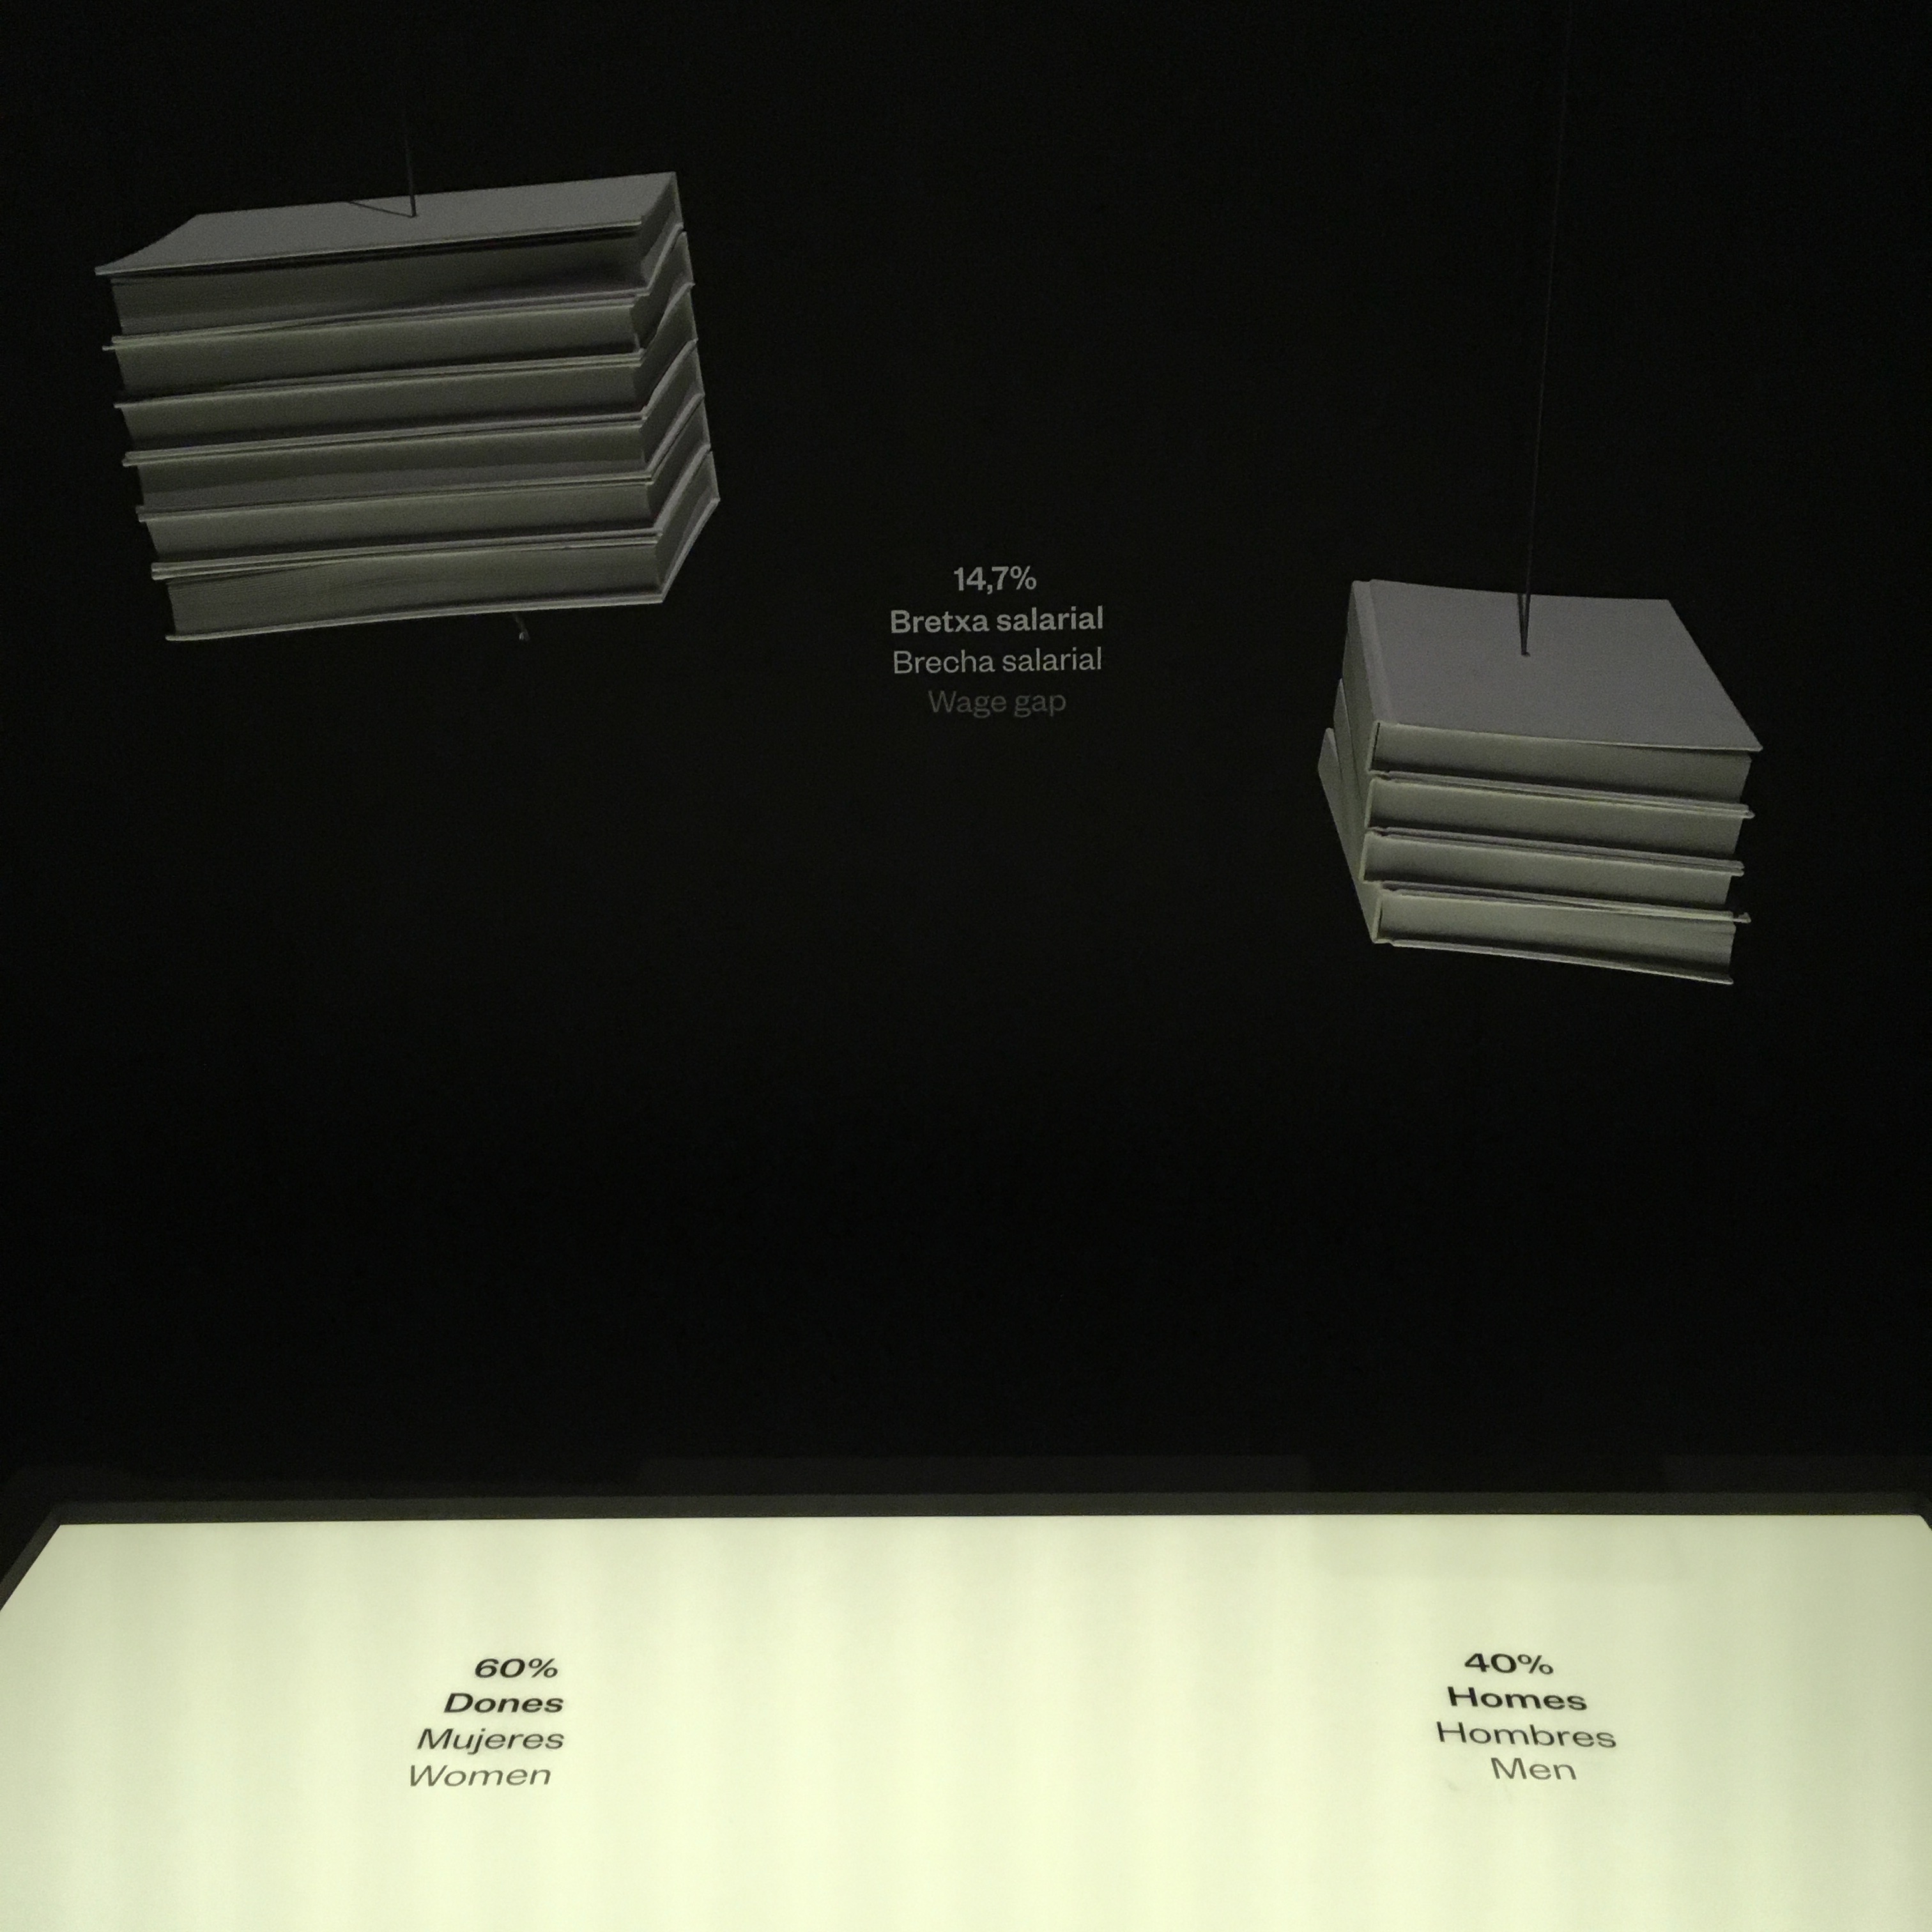 14,7%
Bretxa salarial
Brecha salarial
Wage gap
60%
Dones
Mujeres
Women
40%
Homes
Hombres
Men